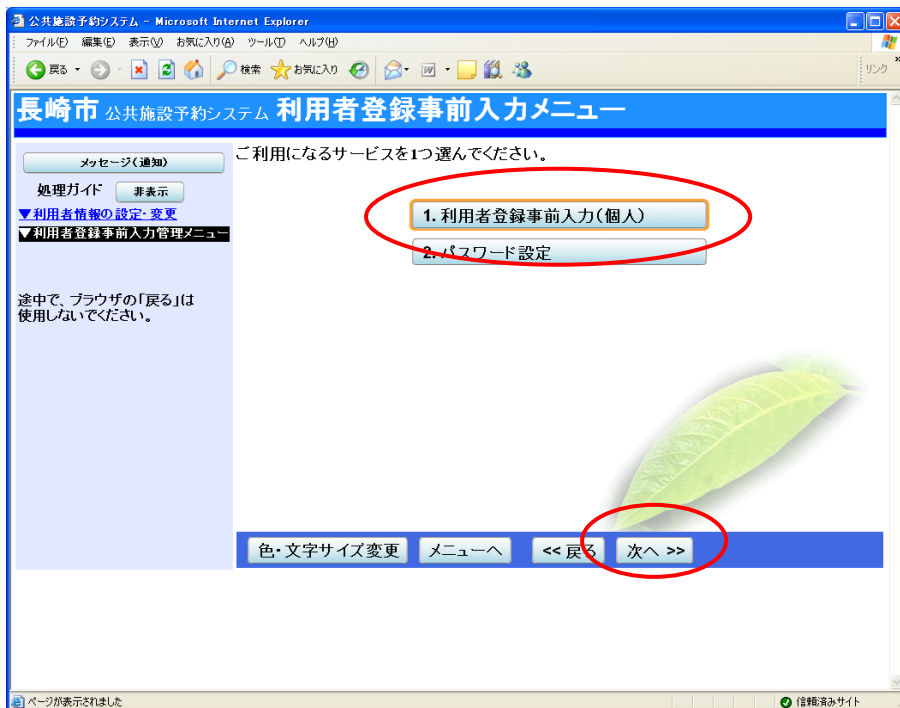 公共施設予約システム - Microsoft Internet Explorer
ファイル(F) 編集(E) 表示(V) お気に入り(A) ツール(T) ヘルプ(H)
戻る 検索 お気に入り リンク »
長崎市 公共施設予約システム 利用者登録事前入力メニュー
メッセージ(通知)
処理ガイド 非表示
▼利用者情報の設定・変更
▼利用者登録事前入力管理メニュー
途中で、ブラウザの「戻る」は
使用しないでください。
ご利用になるサービスを1つ選んでください。
1. 利用者登録事前入力(個人)
2. パスワード設定
色・文字サイズ変更 メニューへ << 戻る 次へ >>
ページが表示されました 信頼済みサイト